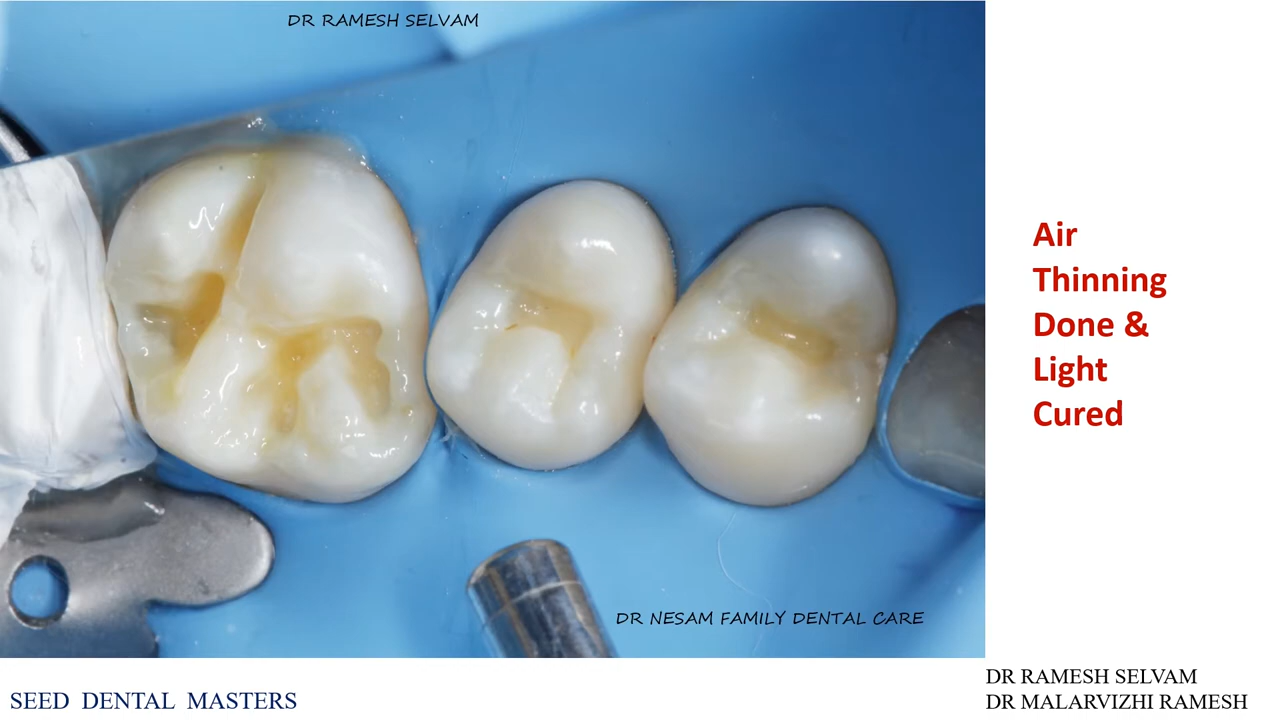 DR RAMESH SELVAM
Air
Thinning
Done &
Light
Cured
DR NESAM FAMILY DENTAL CARE
SEED DENTAL MASTERS
DR RAMESH SELVAM
DR MALARVIZHI RAMESH